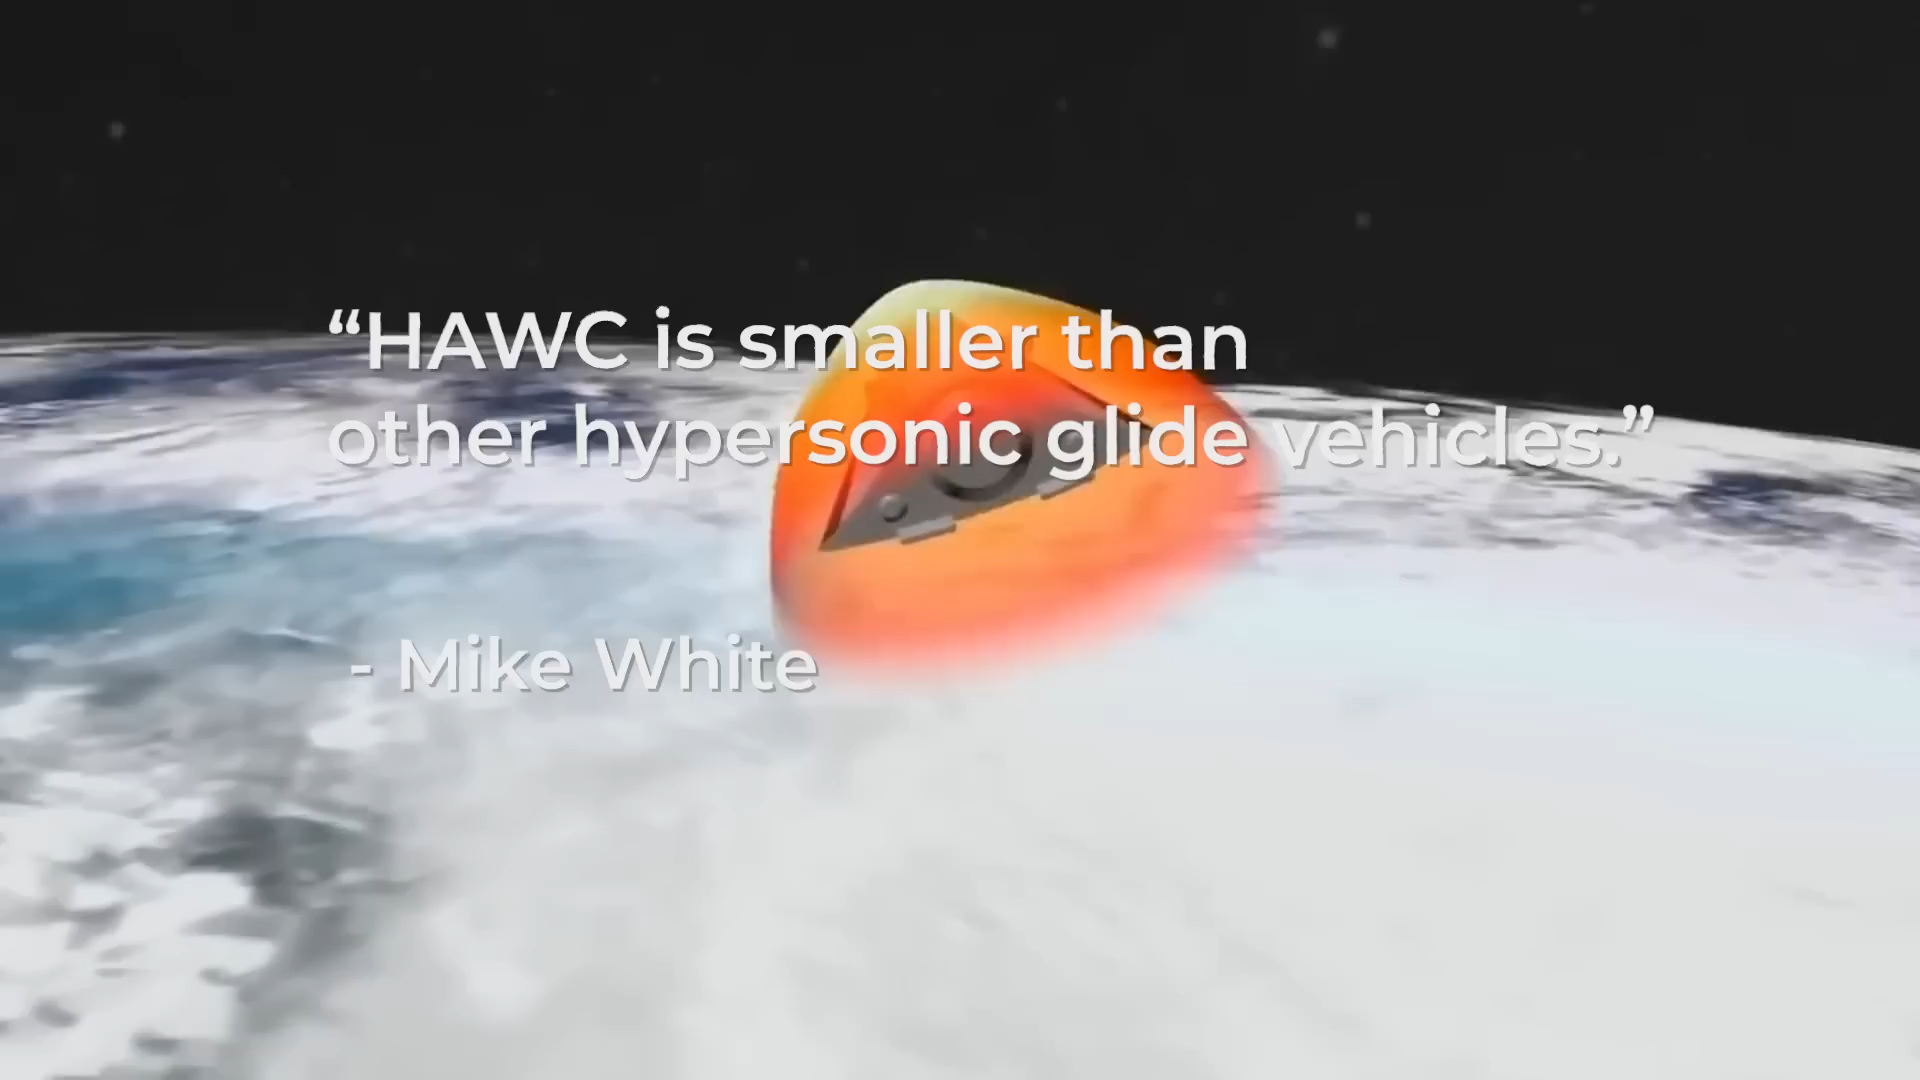 “HAWC is smaller than
other hypersonic glide vehicles.”
- Mike White